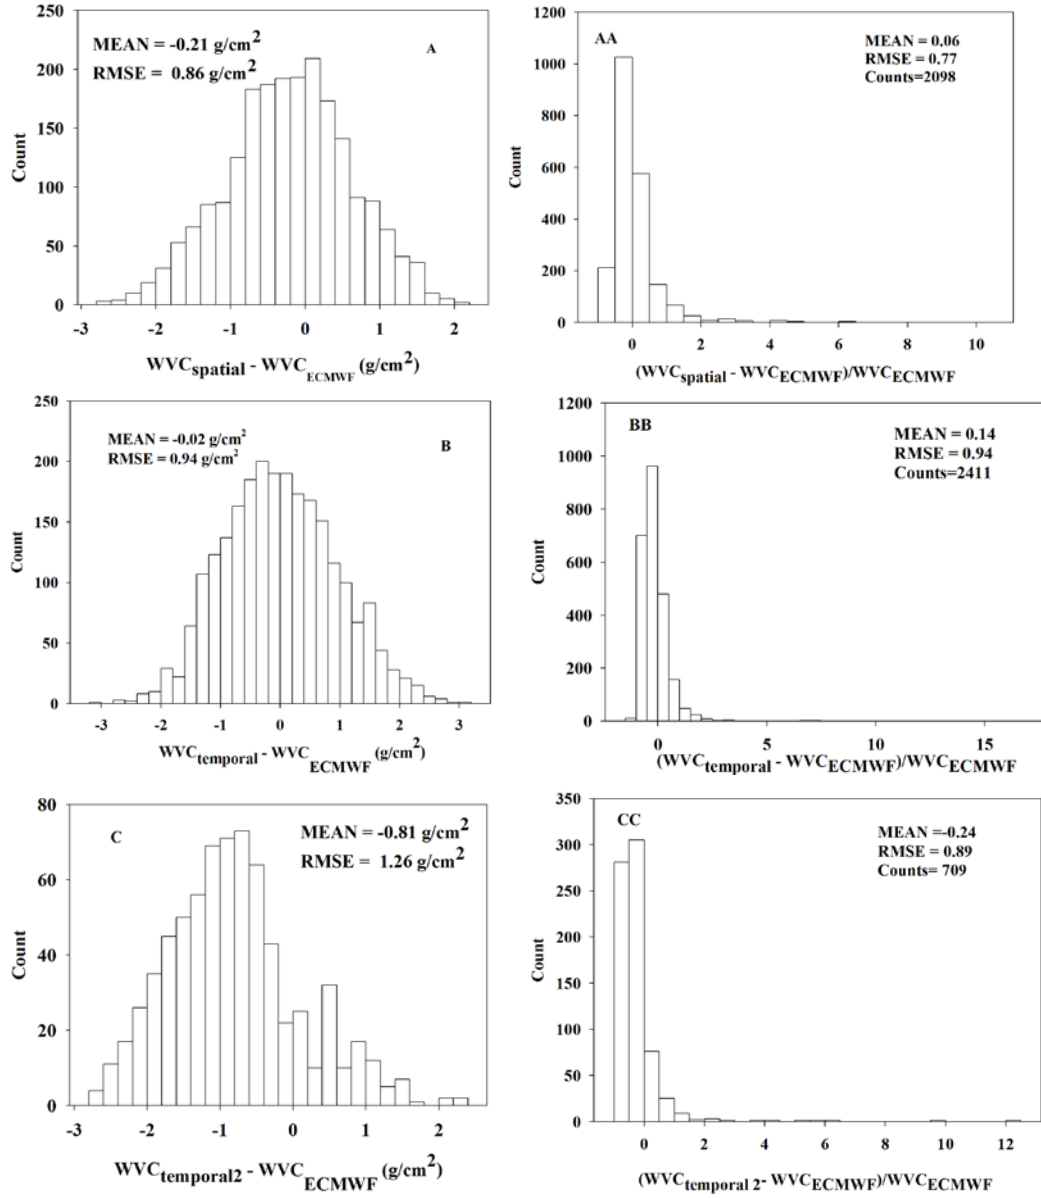 250
200
150
100
50
0
Count
MEAN = -0.21 g/cm²
RMSE = 0.86 g/cm²
A
-3 -2 -1 0 1 2
WVCspatial - WVCECMWF (g/cm²)
1200
1000
800
600
400
200
0
Count
AA
MEAN = 0.06
RMSE = 0.77
Counts=2098
0 2 4 6 8 10
(WVCspatial - WVCECMWF)/WVCECMWF
250
200
150
100
50
0
Count
MEAN = -0.02 g/cm²
RMSE = 0.94 g/cm²
B
-3 -2 -1 0 1 2 3
WVCtemporal - WVCECMWF (g/cm²)
1200
1000
800
600
400
200
0
Count
BB
MEAN = 0.14
RMSE = 0.94
Counts=2411
0 5 10 15
(WVCtemporal - WVCECMWF)/WVCECMWF
80
60
40
20
0
Count
C
MEAN = -0.81 g/cm²
RMSE = 1.26 g/cm²
-3 -2 -1 0 1 2
WVCtemporal2 - WVCECMWF (g/cm²)
350
300
250
200
150
100
50
0
Count
CC
MEAN =-0.24
RMSE = 0.89
Counts= 709
0 2 4 6 8 10 12
(WVCtemporal 2- WVCECMWF)/WVCECMWF